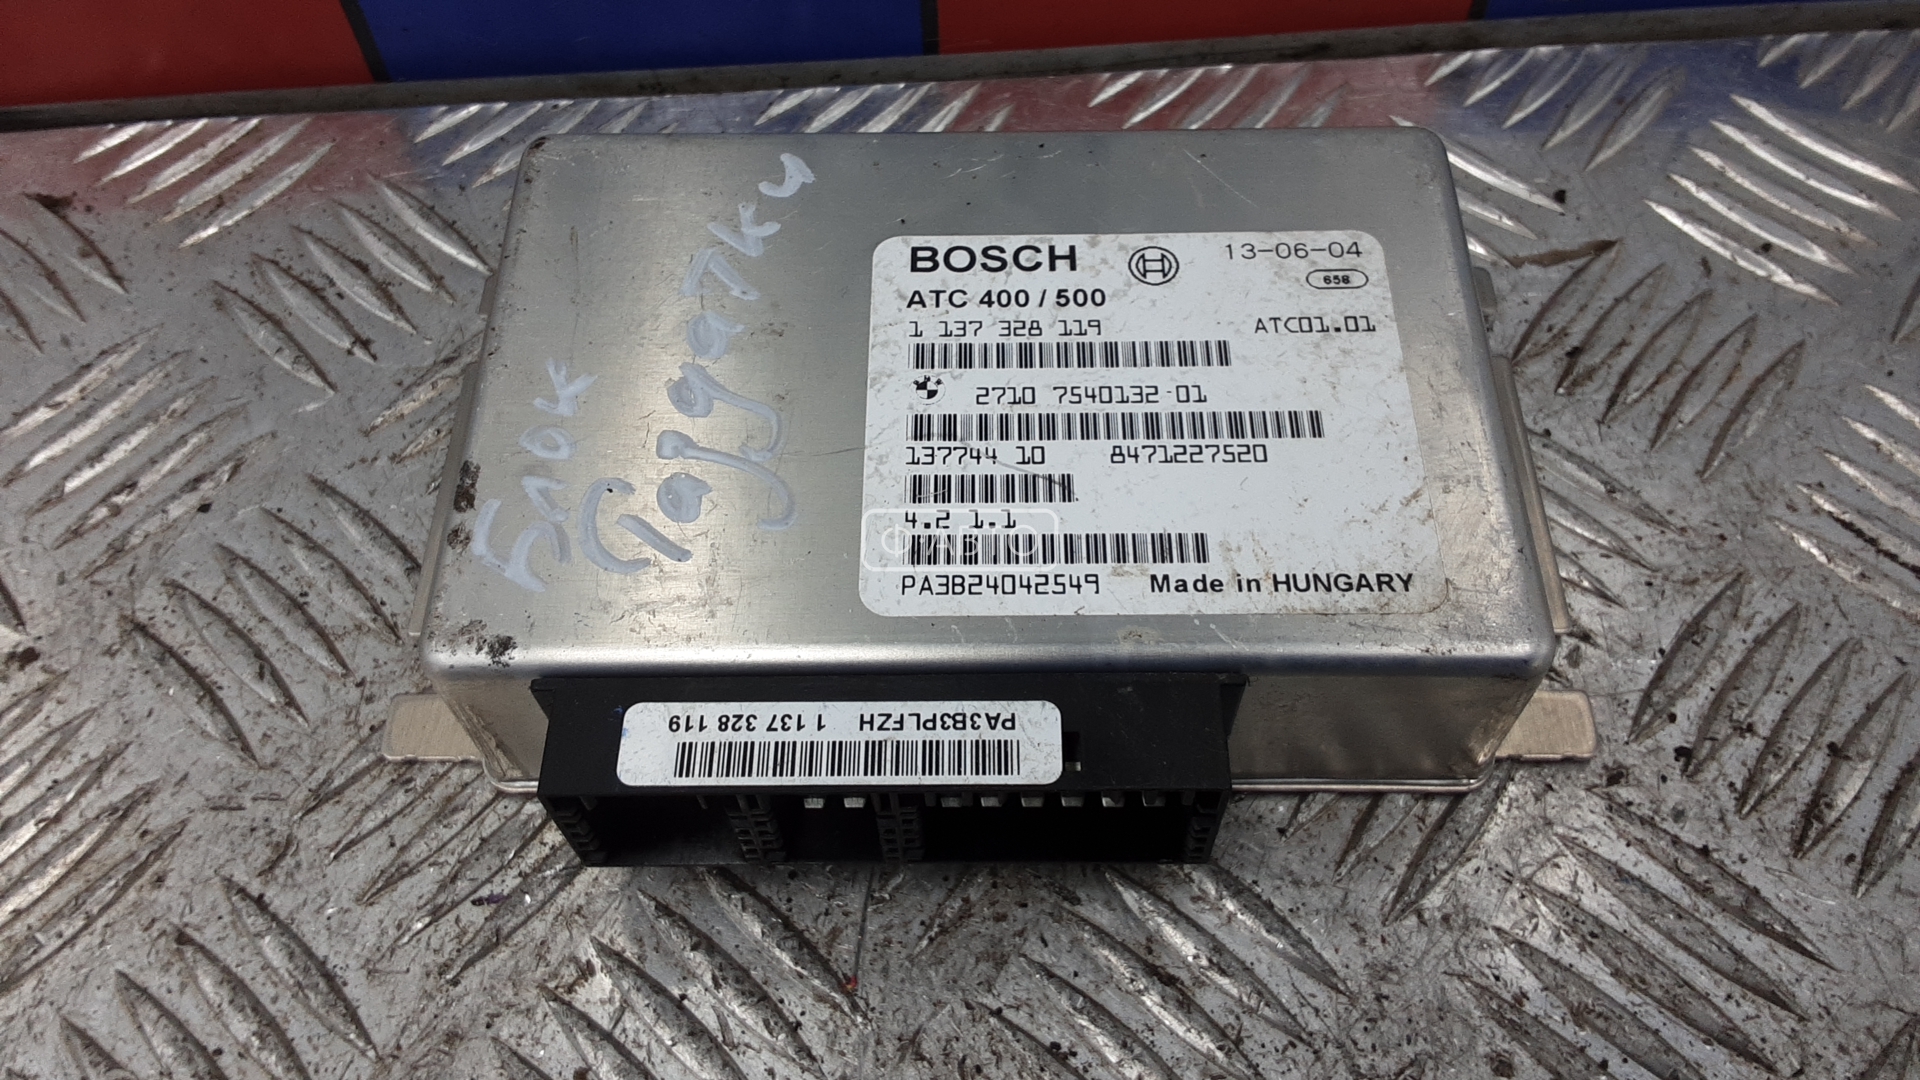 Блок
Раздатки
BOSCH
13-06-04
658
ATC 400 / 500
1 137 328 119
ATC01.01
2710 7540132-01
137744 10 8471227520
4.2 1.1
PA3B24042549 Made in HUNGARY
PA3B3PLFZH 1 137 328 119